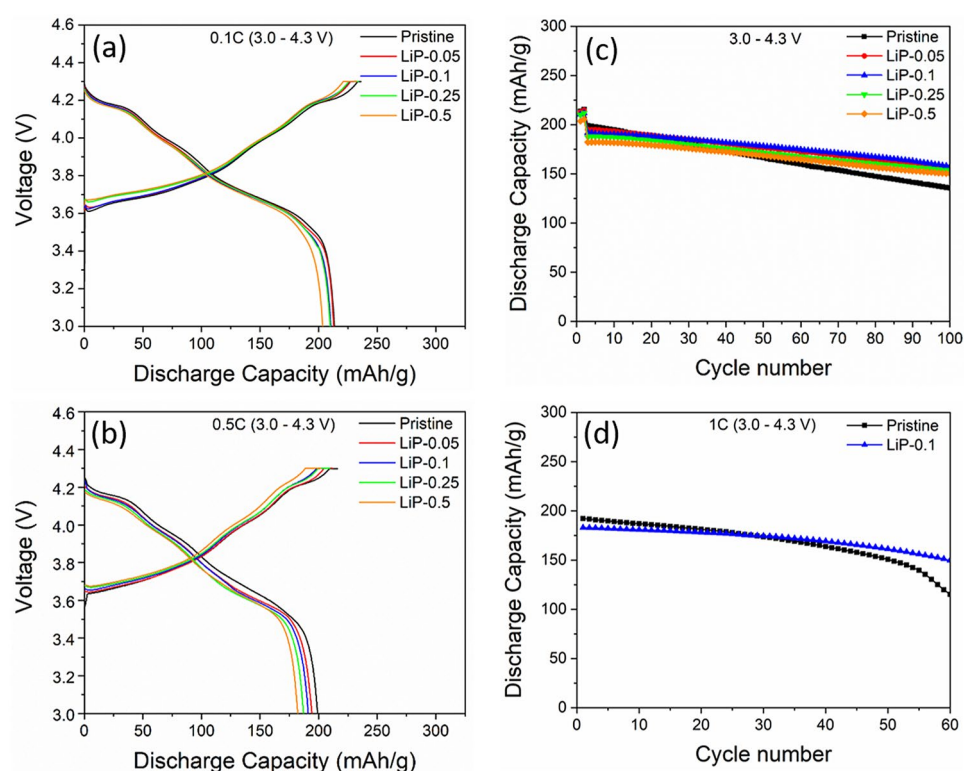 (a)
0.1C (3.0 - 4.3 V)
Pristine
LiP-0.05
LiP-0.1
LiP-0.25
LiP-0.5
4.6
4.4
4.2
4.0
3.8
3.6
3.4
3.2
3.0
Voltage (V)
0 50 100 150 200 250 300
Discharge Capacity (mAh/g)
(c)
3.0 - 4.3 V
Pristine
LiP-0.05
LiP-0.1
LiP-0.25
LiP-0.5
300
250
200
150
100
50
0
Discharge Capacity (mAh/g)
0 10 20 30 40 50 60 70 80 90 100
Cycle number
(b)
0.5C (3.0 - 4.3 V)
Pristine
LiP-0.05
LiP-0.1
LiP-0.25
LiP-0.5
4.6
4.4
4.2
4.0
3.8
3.6
3.4
3.2
3.0
Voltage (V)
0 50 100 150 200 250 300
Discharge Capacity (mAh/g)
(d)
1C (3.0 - 4.3 V)
Pristine
LiP-0.1
300
250
200
150
100
50
0
Discharge Capacity (mAh/g)
0 10 20 30 40 50 60
Cycle number